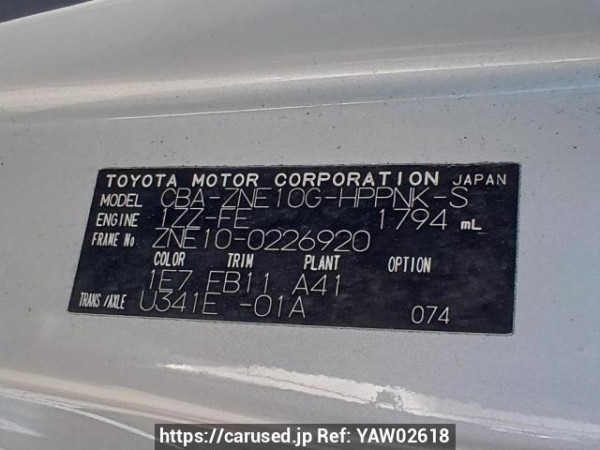 TOYOTA MOTOR CORPORATION JAPAN
MODEL CBA-ZNE10G-HPPNK-S
ENGINE 1ZZ-FE 1794 mL
FRAME No ZNE10-0226920
COLOR TRIM PLANT OPTION
1E7 EB11 A41
TRANS/AXLE U341E -01A 074
https://carused.jp Ref: YAW02618